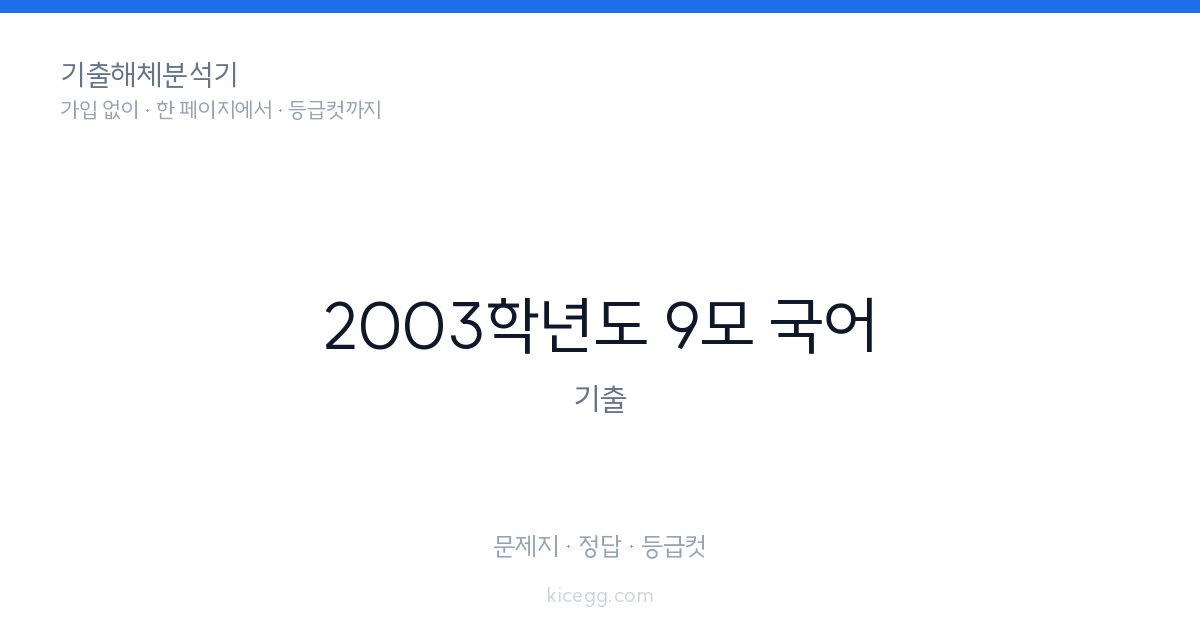 기출해체분석기
가입 없이 · 한 페이지에서 · 등급컷까지
2003학년도 9모 국어
기출
문제지 · 정답 · 등급컷
kicegg.com